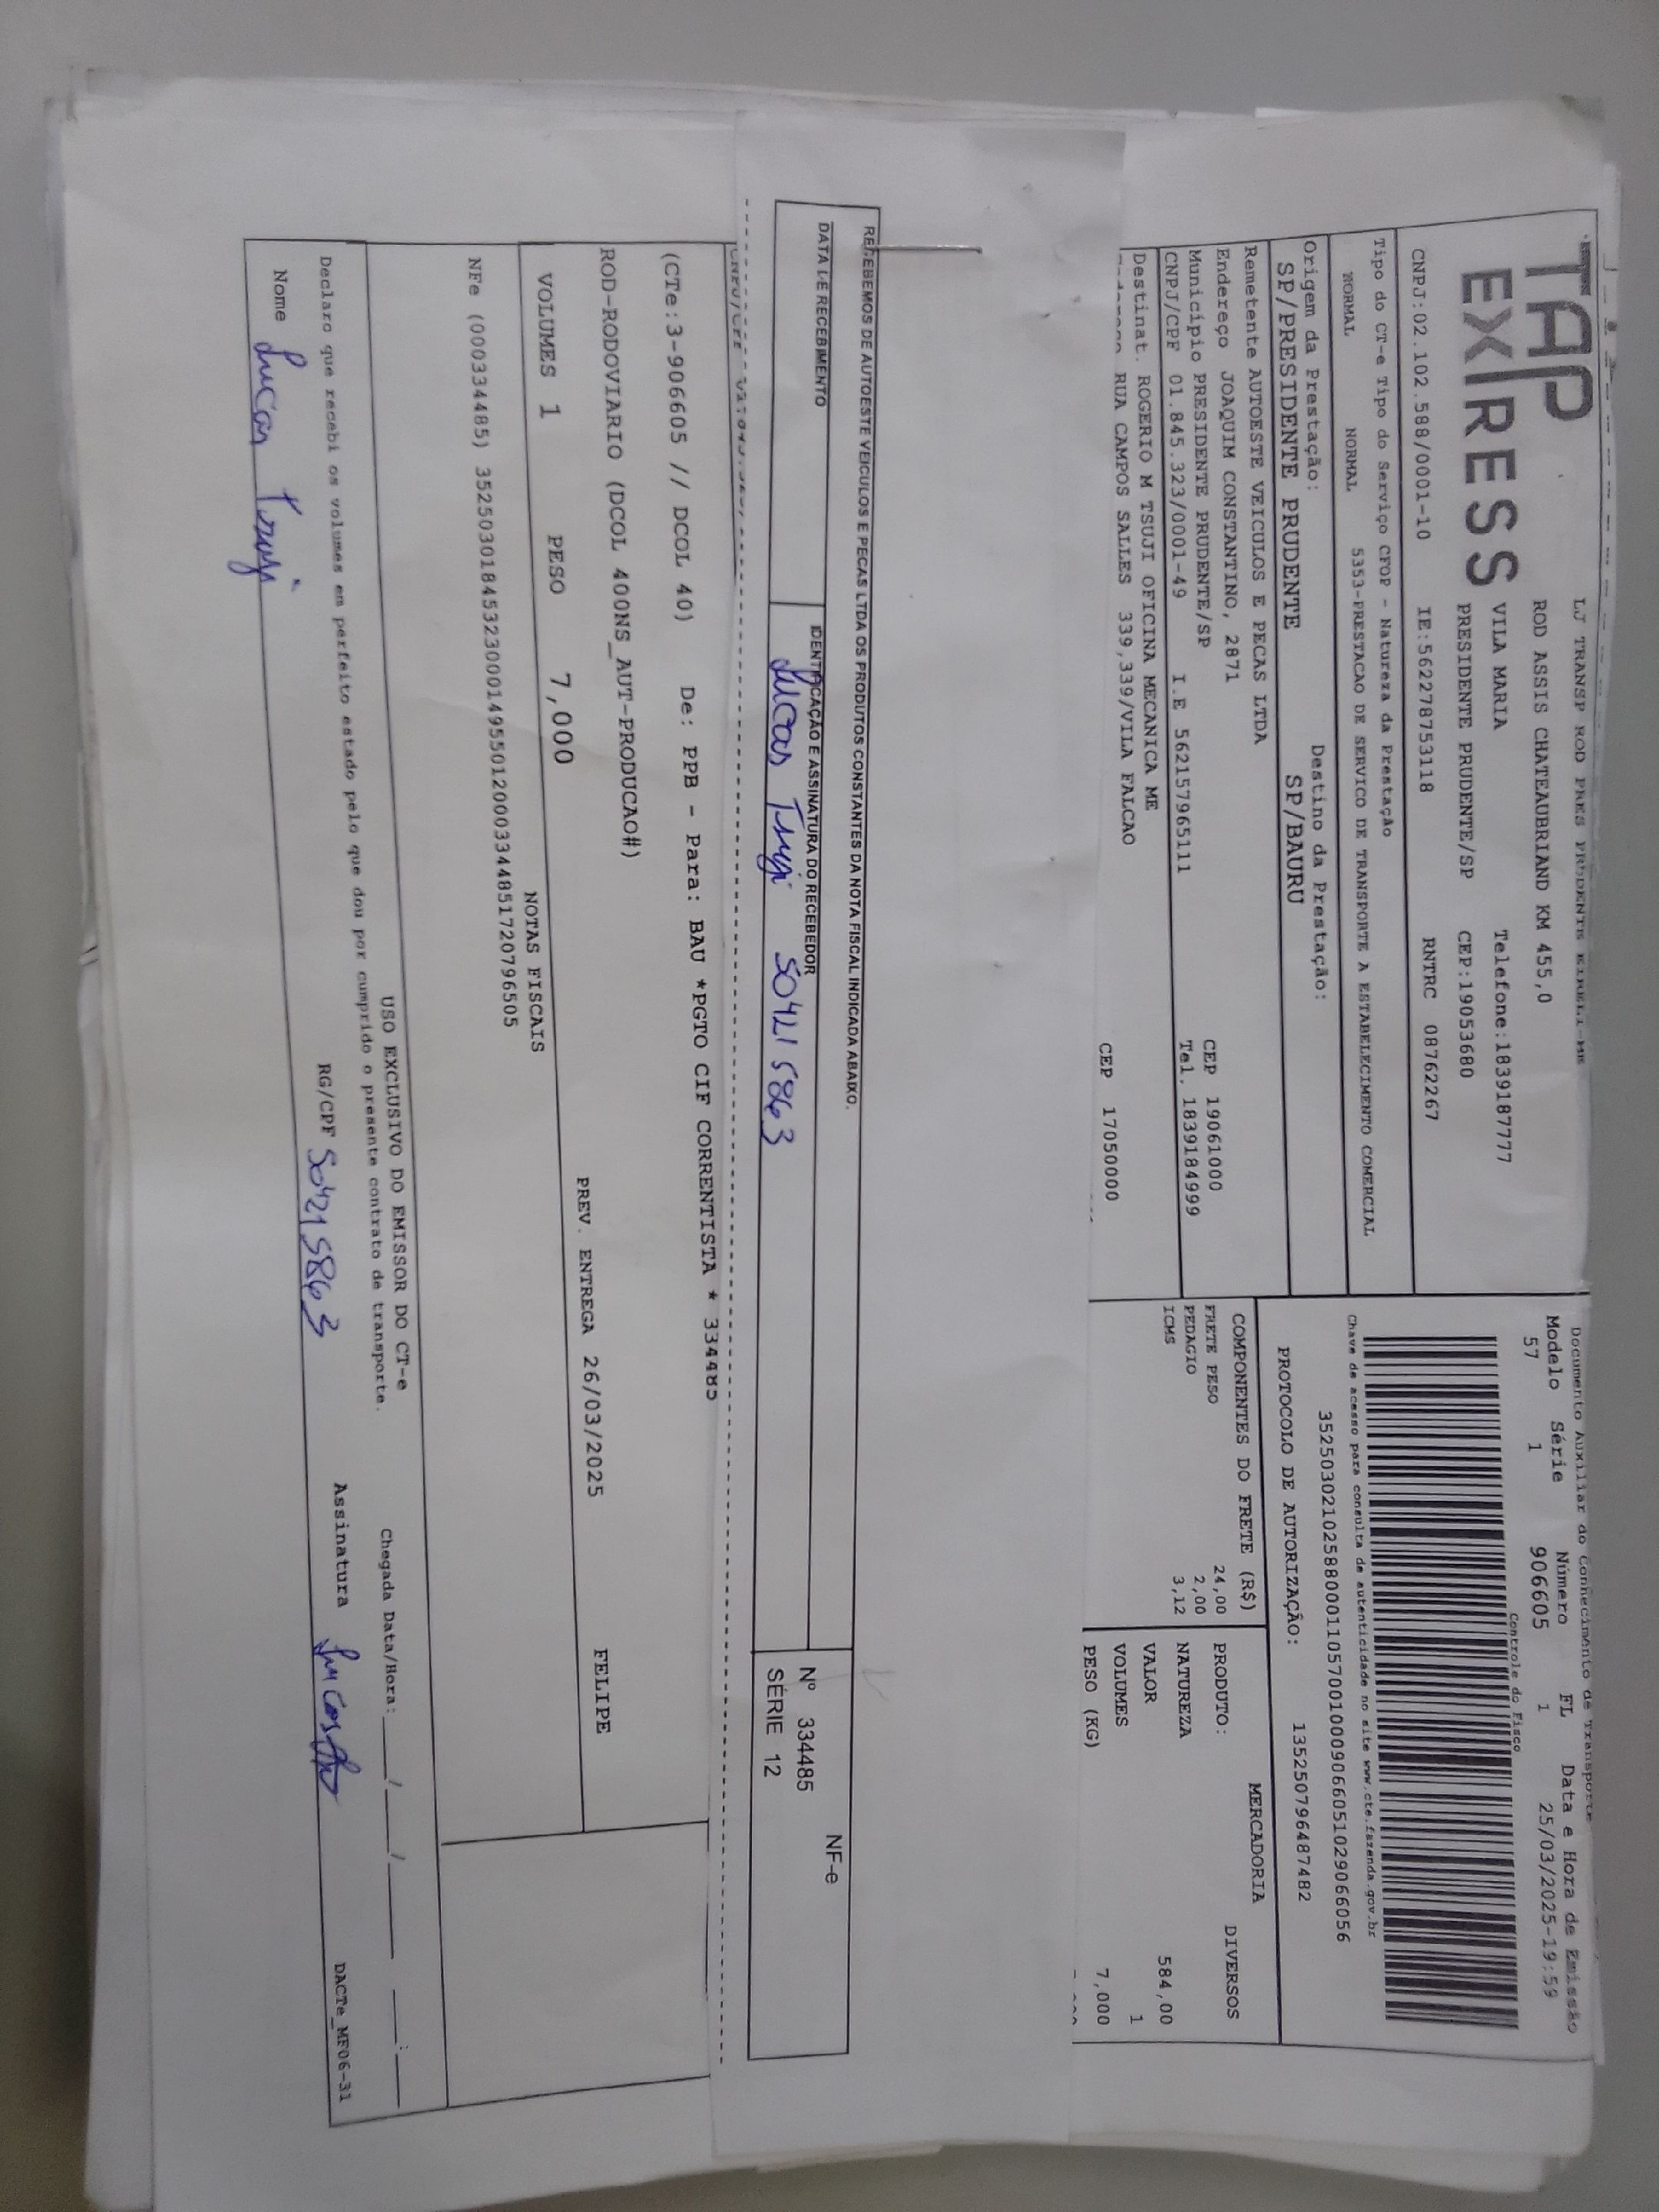 TAP
EXPRESS
LJ TRANSP ROD PRES PRUDENTE EIRELI-ME
ROD ASSIS CHATEAUBRIAND KM 455,0
VILA MARIA Telefone:1839187777
PRESIDENTE PRUDENTE/SP CEP:19053680
CNPJ:02.102.588/0001-10 IE:562278753118 RNTRC 08762267
Tipo do CT-e Tipo do Serviço CFOP - Natureza da Prestação
NORMAL NORMAL 5353-PRESTACAO DE SERVICO DE TRANSPORTE A ESTABELECIMENTO COMERCIAL
Origem da Prestação: Destino da Prestação:
SP/PRESIDENTE PRUDENTE SP/BAURU
Remetente AUTOESTE VEICULOS E PECAS LTDA
Endereço JOAQUIM CONSTANTINO, 2871
Município PRESIDENTE PRUDENTE/SP CEP 19061000
CNPJ/CPF 01.845.323/0001-49 I.E 562157965111 Tel. 1839184999
Destinat. ROGERIO M TSUJI OFICINA MECANICA ME
RUA CAMPOS SALLES 339,339/VILA FALCAO CEP 17050000
Documento Auxiliar do Conhecimento de Transporte
Modelo Série Número FL Data e Hora de Emissão
57 1 906605 1 25/03/2025-19:59
Controle do Fisco
Chave de acesso para consulta de autenticidade no site www.cte.fazenda.gov.br
35250302102588000110570010009066051029066056
PROTOCOLO DE AUTORIZAÇÃO: 135250796487482
COMPONENTES DO FRETE (R$)
FRETE PESO 24,00
PEDAGIO 2,00
ICMS 3,12
MERCADORIA
PRODUTO: DIVERSOS
NATUREZA
VALOR 584,00
VOLUMES 1
PESO (KG) 7,000
RECEBEMOS DE AUTOESTE VEICULOS E PECAS LTDA OS PRODUTOS CONSTANTES DA NOTA FISCAL INDICADA ABAIXO.
DATA DE RECEBIMENTO
IDENTIFICAÇÃO E ASSINATURA DO RECEBEDOR
Lucas Tsuji 504215863
NF-e
Nº 334485
SÉRIE 12
CNPJ/CPF
(CTe:3-906605 // DCOL 40) De: PPB - Para: BAU *PGTO CIF CORRENTISTA * 334485
ROD-RODOVIARIO (DCOL 400NS_AUT-PRODUCAO#)
VOLUMES 1 PESO 7,000 PREV. ENTREGA 26/03/2025 FELIPE
NOTAS FISCAIS
NFe (000334485) 35250301845323000149550120003344851720796505
USO EXCLUSIVO DO EMISSOR DO CT-e
Declaro que recebi os volumes em perfeito estado pelo que dou por cumprido o presente contrato de transporte. Chegada Data/Hora:____/____/____ ___:___
Nome Lucas Tsuji RG/CPF 504215863 Assinatura Lucas
DACTe_MF06-31